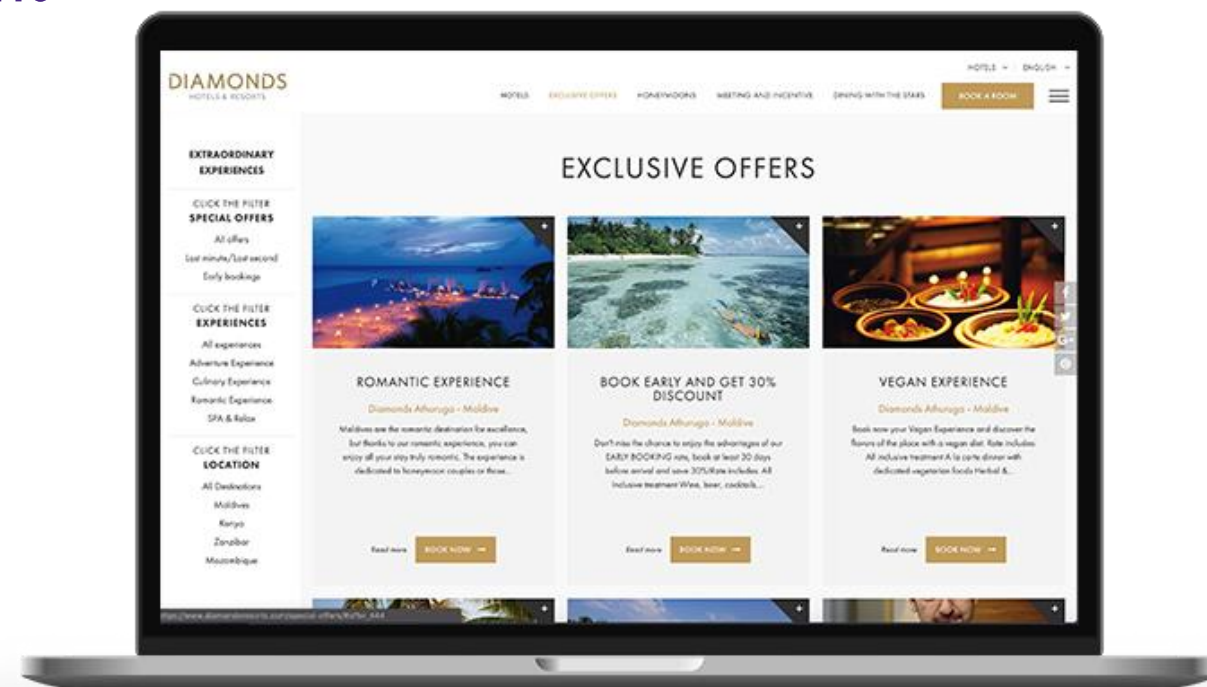 DIAMONDS
HOTELS & RESORTS
HOTELS
ENGLISH
HOTELS
EXCLUSIVE OFFERS
HONEYMOONS
MEETING AND INCENTIVE
DINING WITH THE STARS
BOOK A ROOM
EXTRAORDINARY
EXPERIENCES
CLICK THE FILTER
SPECIAL OFFERS
All offers
Last minute/Last second
Early bookings
CLICK THE FILTER
EXPERIENCES
All experiences
Adventure Experience
Culinary Experience
Romantic Experience
SPA & Relax
CLICK THE FILTER
LOCATION
All Destinations
Maldives
Kenya
Zanzibar
Mozambique
EXCLUSIVE OFFERS
ROMANTIC EXPERIENCE
Diamonds Athuruga - Maldive
Maldives are the romantic destination for excellence,
but thanks to our romantic experience, you can
enjoy all your stay truly romantic. The experience is
dedicated to honeymoon couples or those...
Read more
BOOK NOW
BOOK EARLY AND GET 30%
DISCOUNT
Diamonds Athuruga - Maldive
Don't miss the chance to enjoy the advantages of our
EARLY BOOKING rate, book at least 30 days
before arrival and save 30%!Rate includes: All
inclusive treatment Wine, beer, cocktails,...
Read more
BOOK NOW
VEGAN EXPERIENCE
Diamonds Athuruga - Maldive
Book now your Vegan Experience and discover the
flavors of the place with a vegan diet. Rate includes:
All inclusive treatment A la carte dinner with
dedicated vegetarian foods Herbal &...
Read more
BOOK NOW